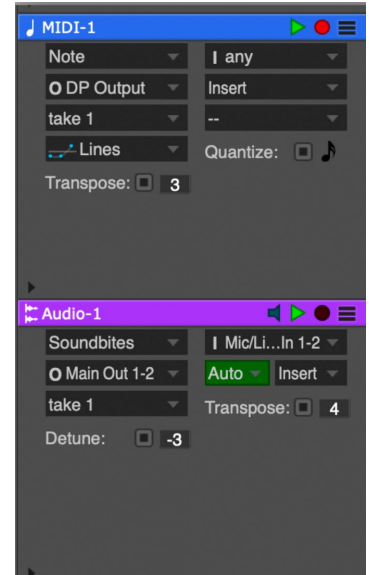 MIDI-1
Note I any
O DP Output Insert
take 1 --
Lines Quantize:
Transpose: 3
Audio-1
Soundbites I Mic/Li...In 1-2
O Main Out 1-2 Auto Insert
take 1 Transpose: 4
Detune: -3